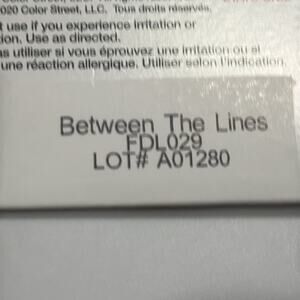 020 Color Street, LLC. Tous droits réservés.
t use if you experience irritation or
tion. Use as directed.
as utiliser si vous éprouvez une irritation ou si
une réaction allergique. Utiliser selon l'indication.
Between The Lines
FDL029
LOT# A01280